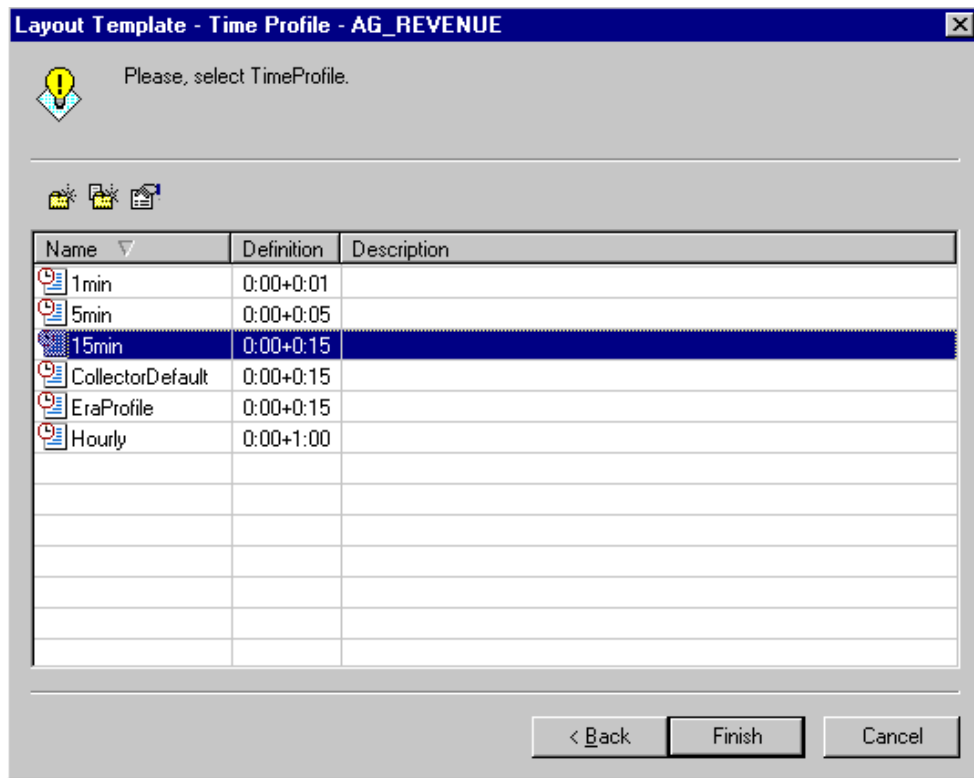 Layout Template - Time Profile - AG_REVENUE
Please, select TimeProfile.
Name Definition Description
1min 0:00+0:01
5min 0:00+0:05
15min 0:00+0:15
CollectorDefault 0:00+0:15
EraProfile 0:00+0:15
Hourly 0:00+1:00
< Back Finish Cancel